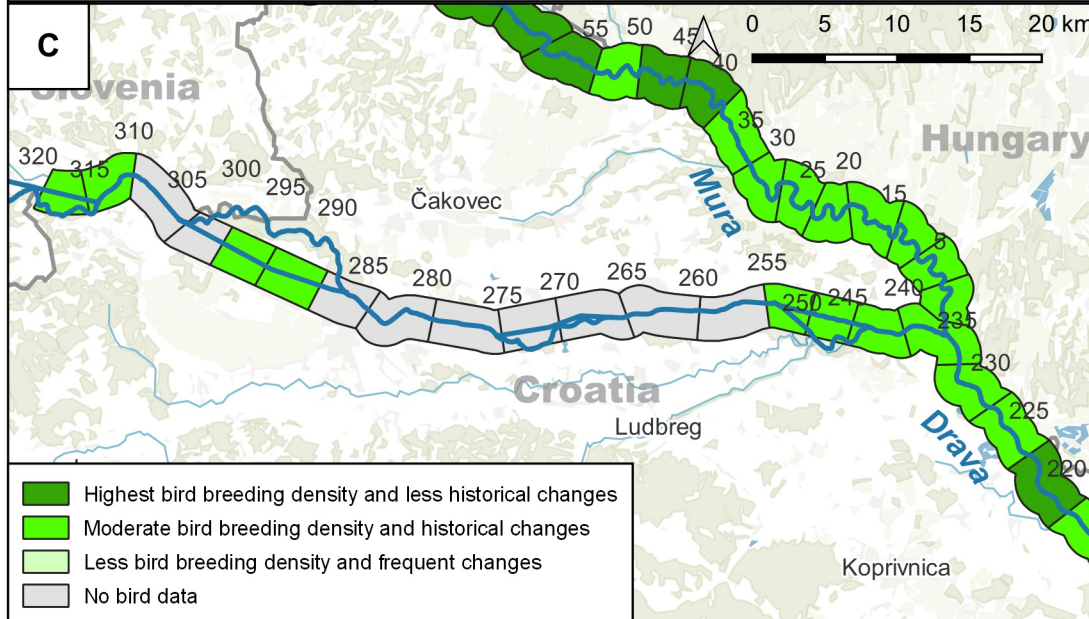 C
0 5 10 15 20 km
55 50 45 40
Slovenia
310
35
Hungary
320 315
30
300
25 20
305
295
15
290
Čakovec
Mura
5
285
280
275 270 265 260 255
250 245 240
235
230
Croatia
225
Ludbreg
Drava
220
Highest bird breeding density and less historical changes
Moderate bird breeding density and historical changes
Less bird breeding density and frequent changes
No bird data
Koprivnica